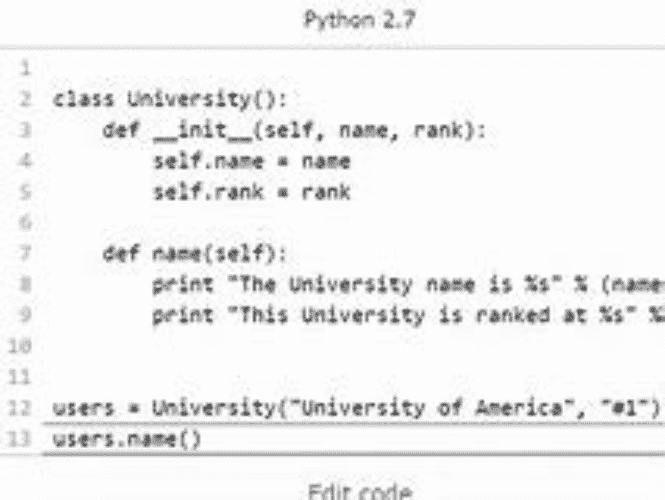 Python 2.7
1
2 class University():
3     def __init__(self, name, rank):
4         self.name = name
5         self.rank = rank
6
7     def name(self):
8         print "The University name is %s" % (name
9         print "This University is ranked at %s" %
10
11
12 users = University("University of America", "#1")
13 users.name()
Edit code